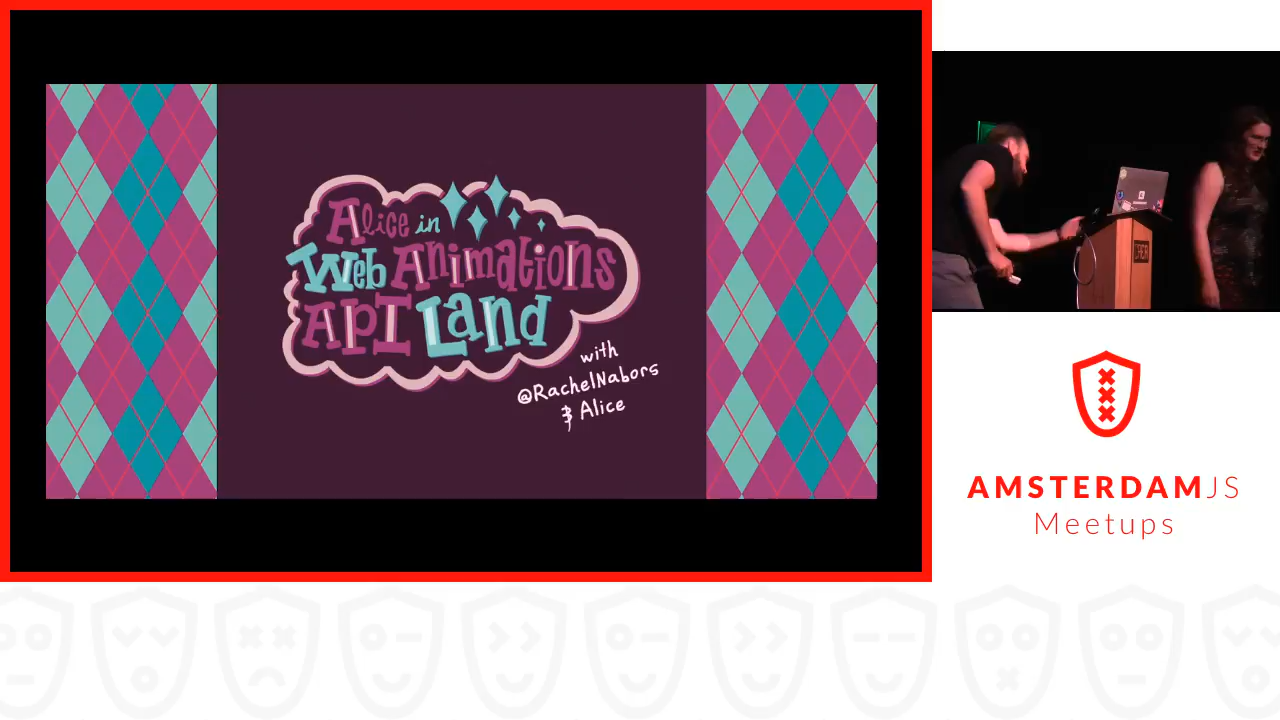 Alice in
Web Animations
API Land
with
@RachelNabors
& Alice
AMSTERDAMJS
Meetups